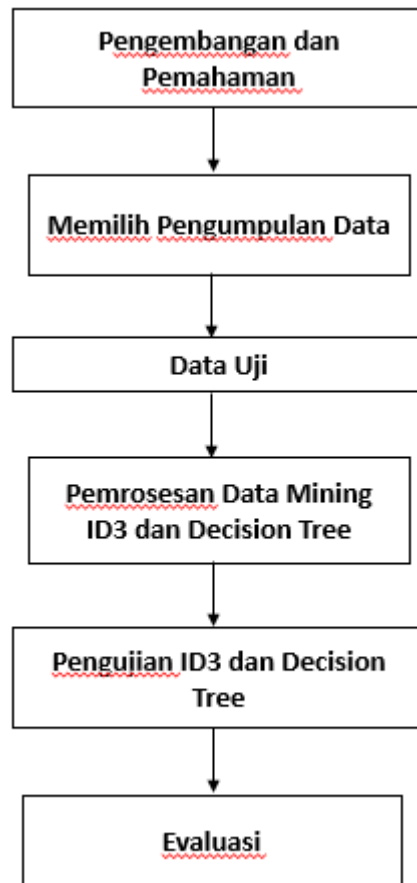 Pengembangan dan
Pemahaman
Memilih Pengumpulan Data
Data Uji
Pemrosesan Data Mining
ID3 dan Decision Tree
Pengujian ID3 dan Decision
Tree
Evaluasi